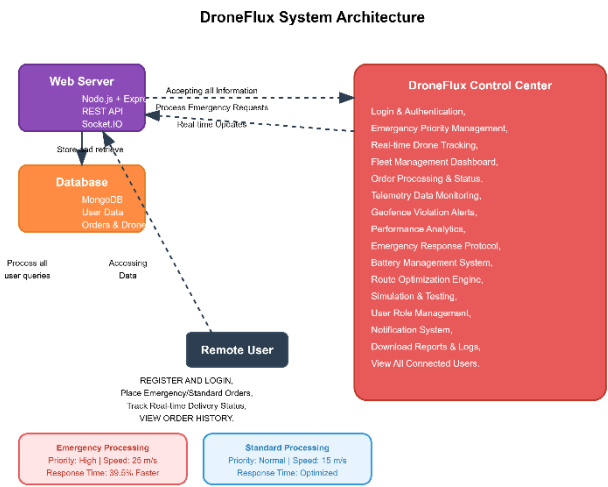 DroneFlux System Architecture
Web Server
Node.js + Expre
REST API
Socket.IO
Accepting all Information
Process Emergency Requests
Real-time Updates
Store and retrieve
Database
MongoDB
User Data
Orders & Drone
Process all
user queries
Accessing
Data
DroneFlux Control Center
Login & Authentication,
Emergency Priority Management,
Real-time Drone Tracking,
Fleet Management Dashboard,
Order Processing & Status,
Telemetry Data Monitoring,
Geofence Violation Alerts,
Performance Analytics,
Emergency Response Protocol,
Battery Management System,
Route Optimization Engine,
Simulation & Testing,
User Role Management,
Notification System,
Download Reports & Logs,
View All Connected Users.
Remote User
REGISTER AND LOGIN,
Place Emergency/Standard Orders,
Track Real-time Delivery Status,
VIEW ORDER HISTORY.
Emergency Processing
Priority: High | Speed: 25 m/s
Response Time: 39.5% Faster
Standard Processing
Priority: Normal | Speed: 15 m/s
Response Time: Optimized